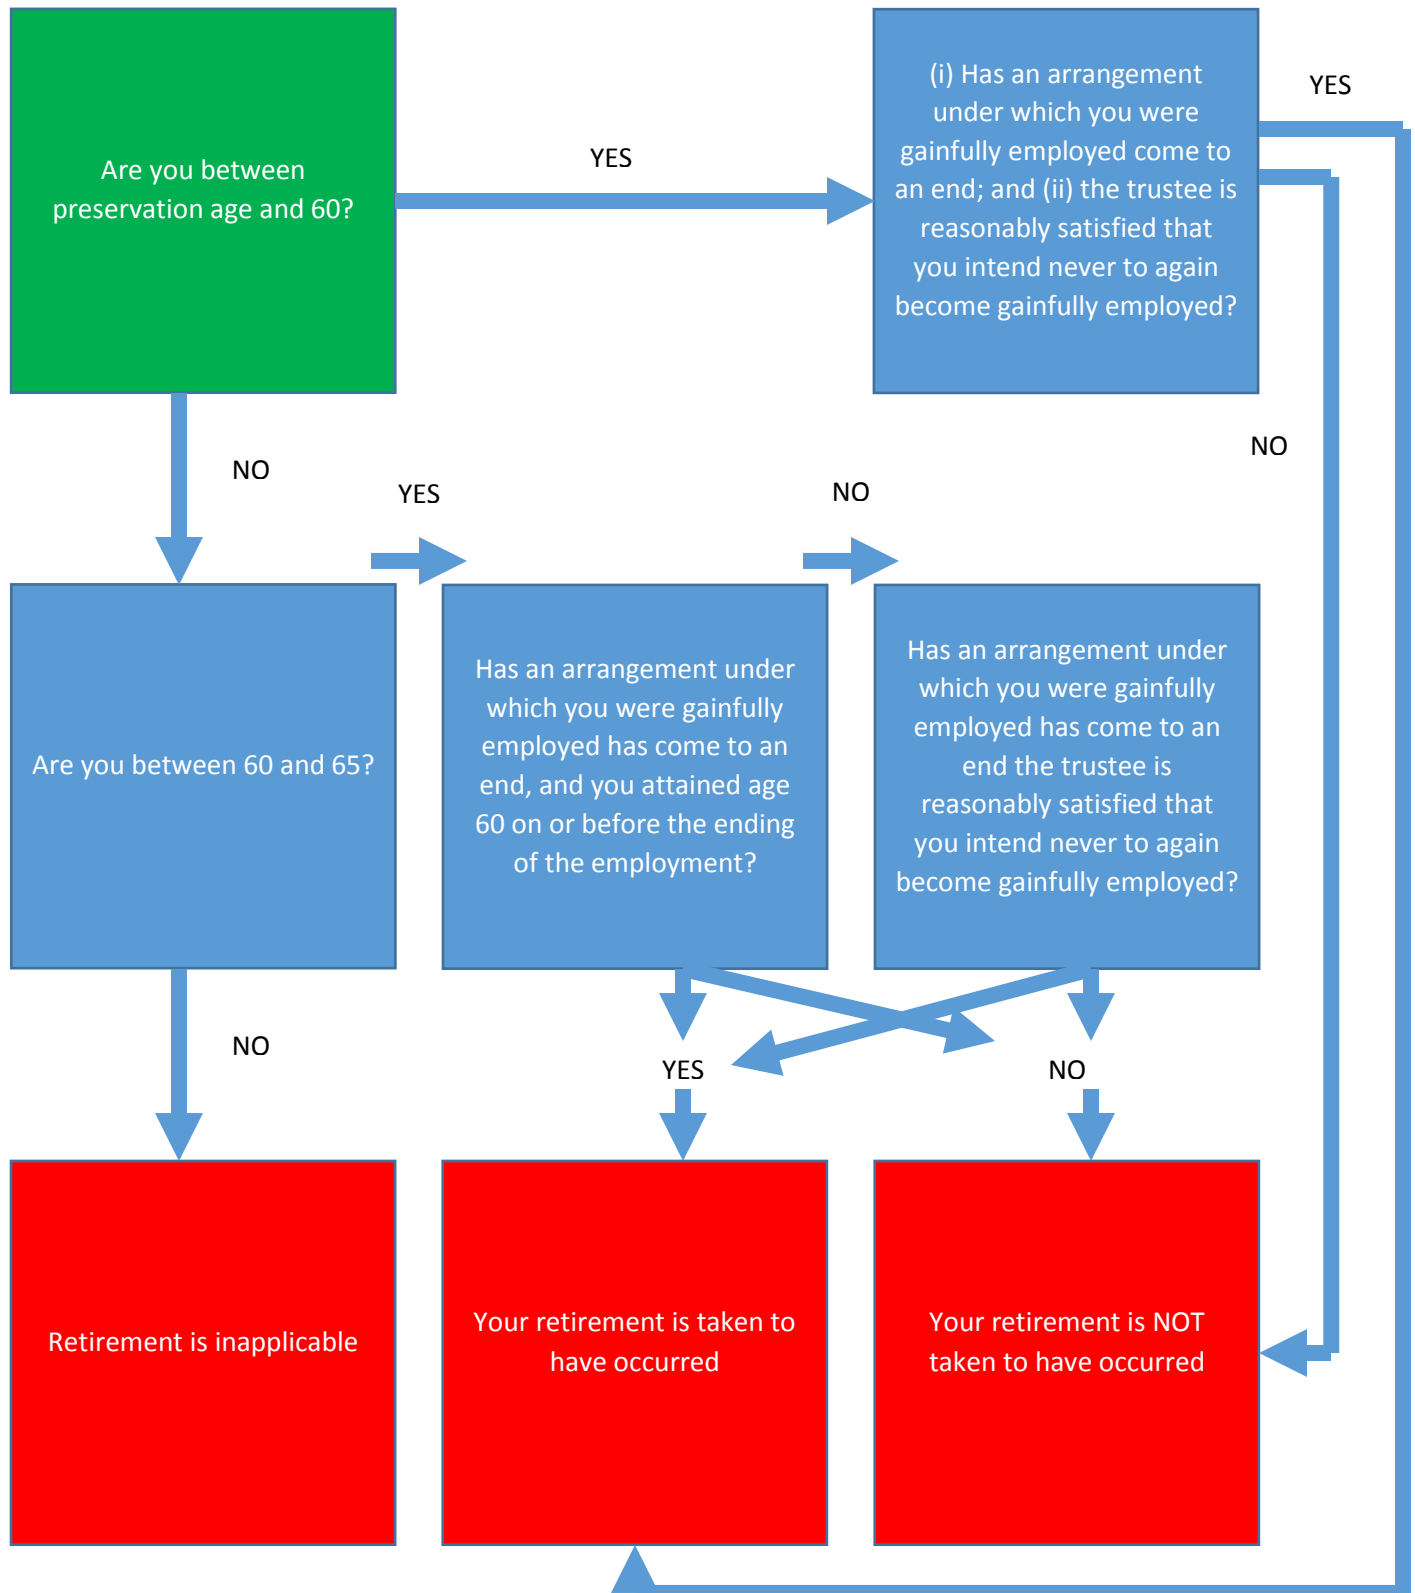 Are you between
preservation age and 60?
YES
(i) Has an arrangement
under which you were
gainfully employed come to
an end; and (ii) the trustee is
reasonably satisfied that
you intend never to again
become gainfully employed?
YES
NO
NO
YES
NO
Are you between 60 and 65?
Has an arrangement under
which you were gainfully
employed has come to an
end, and you attained age
60 on or before the ending
of the employment?
Has an arrangement under
which you were gainfully
employed has come to an
end the trustee is
reasonably satisfied that
you intend never to again
become gainfully employed?
NO
YES
NO
Retirement is inapplicable
Your retirement is taken to
have occurred
Your retirement is NOT
taken to have occurred